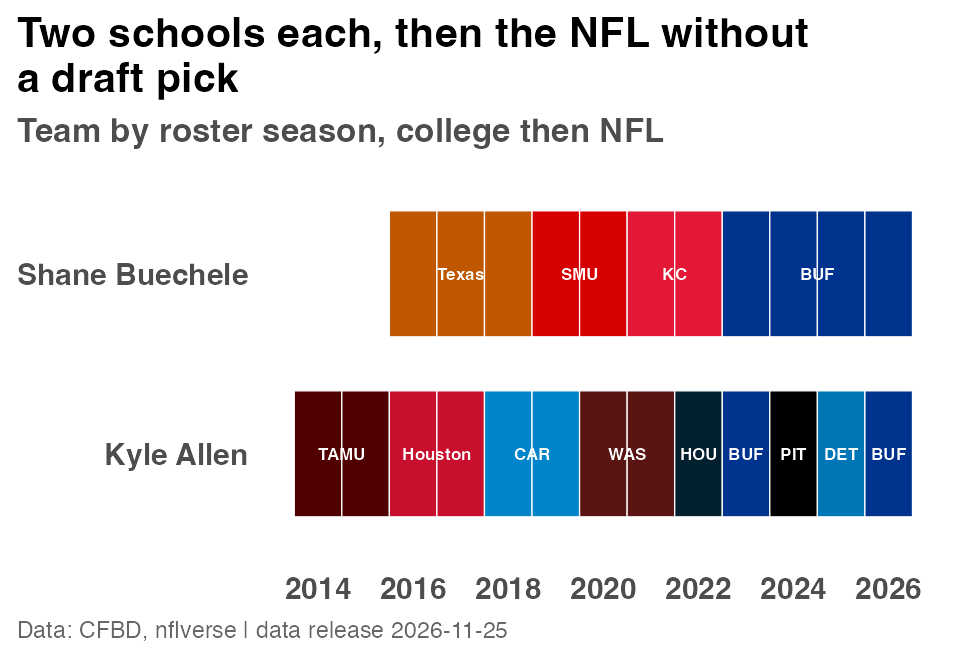 Two schools each, then the NFL without
a draft pick
Team by roster season, college then NFL
Shane Buechele
Texas SMU KC BUF
Kyle Allen
TAMU Houston CAR WAS HOU BUF PIT DET BUF
2014 2016 2018 2020 2022 2024 2026
Data: CFBD, nflverse | data release 2026-11-25